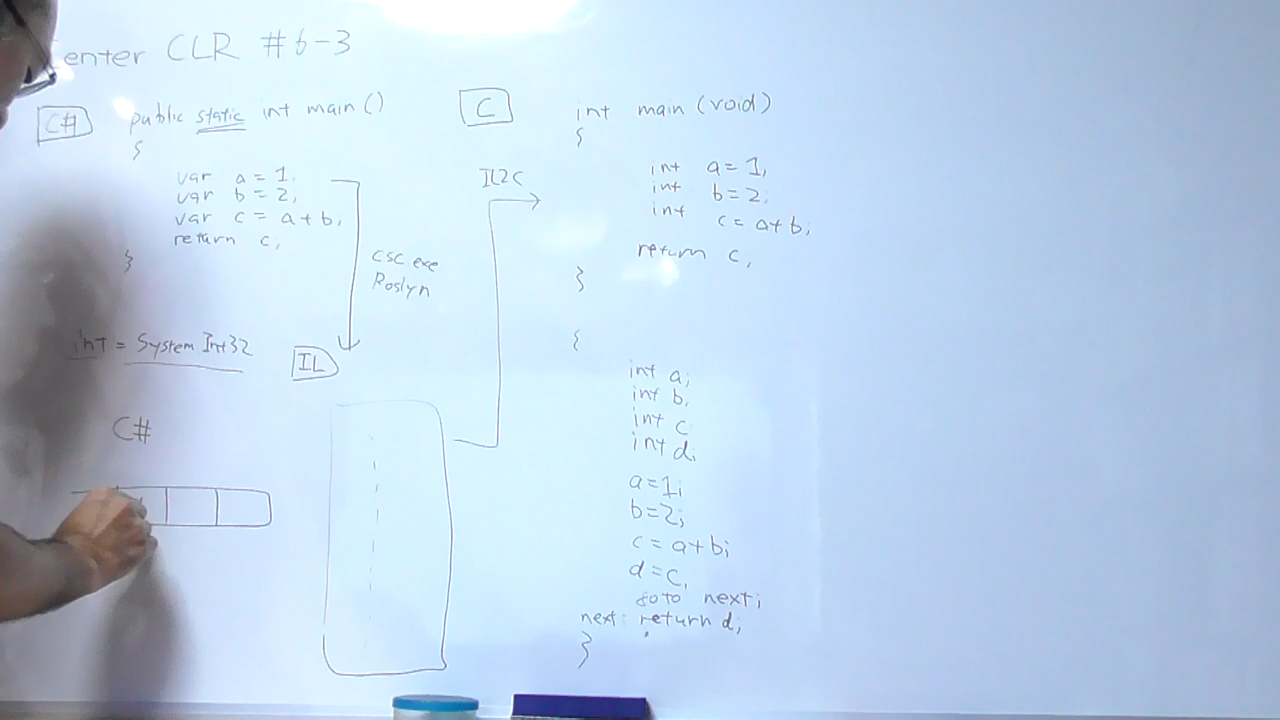 enter CLR #6-3
C#
public static int main()
{
var a = 1;
var b = 2;
var c = a + b;
return c;
}
csc exe
Roslyn
int = System Int32
IL
C#
IL2C
C
int main (void)
{
int a = 1,
int b = 2;
int c = a + b;
return c,
}
{
int a;
int b,
int c
int d;
a = 1;
b = 2;
c = a + b;
d = c,
goto next;
next: return d;
}